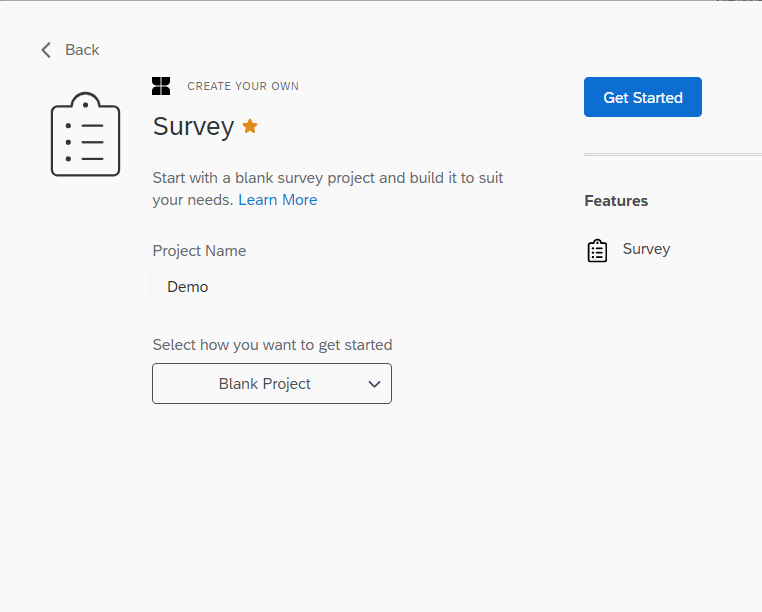 Back
CREATE YOUR OWN
Survey
Start with a blank survey project and build it to suit
your needs. Learn More
Project Name
Demo
Select how you want to get started
Blank Project
Get Started
Features
Survey